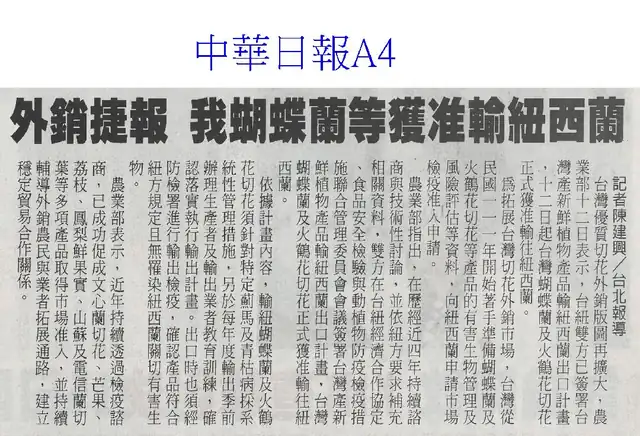 中華日報A4
外銷捷報 我蝴蝶蘭等獲准輸紐西蘭
記者陳建興╱台北報導
台灣優質切花外銷版圖再擴大,農
業部十二日表示,台紐雙方已簽署台
灣產新鮮植物產品輸紐西蘭出口計畫
,十二日起台灣蝴蝶蘭及火鶴花切花
正式獲准輸往紐西蘭。
為拓展台灣切花外銷市場,台灣從
民國一一一年開始著手準備蝴蝶蘭及
火鶴花切花等產品的有害生物管理及
風險評估等資料,向紐西蘭申請市場
檢疫准入申請。
農業部指出,在歷經近四年持續諮
商與技術性討論,並依紐方要求補充
相關資料,雙方在台紐經濟合作協定
、食品安全檢驗與動植物防疫檢疫措
施聯合管理委員會會議簽署台灣產新
鮮植物產品輸紐西蘭出口計畫,台灣
蝴蝶蘭及火鶴花切花正式獲准輸往紐
西蘭。
依據計畫內容,輸紐蝴蝶蘭及火鶴
花切花須針對特定薊馬及青枯病採系
統性管理措施,另於每年度輸出季前
辦理生產者及輸出業者教育訓練,確
認落實執行輸出計畫。出口時也須經
防檢署進行輸出檢疫,確認產品符合
紐方規定且無罹染紐西蘭關切有害生
物。
農業部表示,近年持續透過檢疫諮
商,已成功促成文心蘭切花、芒果、
荔枝、鳳梨鮮果實、山蘇及電信蘭切
葉等多項產品取得市場准入,並持續
輔導外銷農民與業者拓展通路,建立
穩定貿易合作關係。